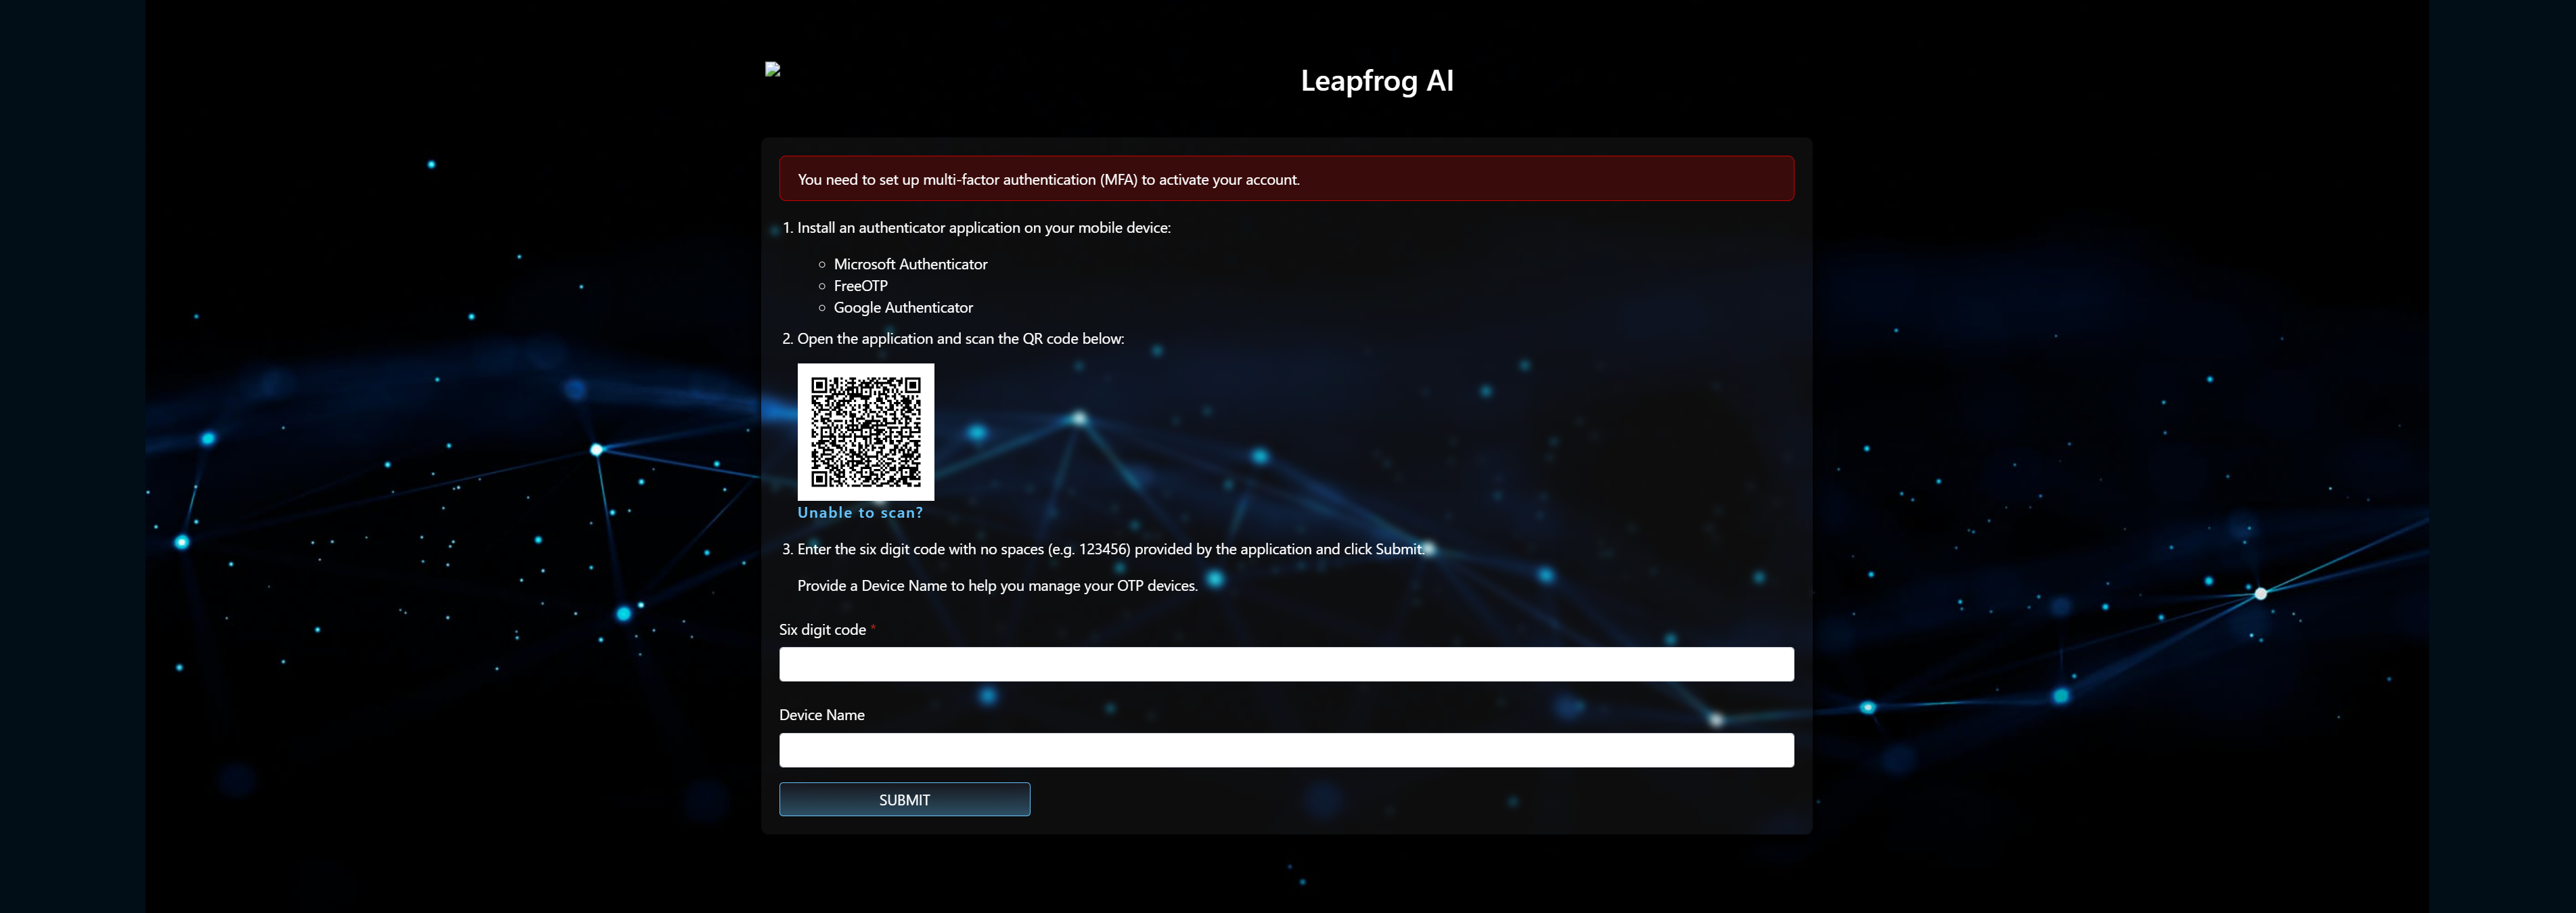 Leapfrog AI
You need to set up multi-factor authentication (MFA) to activate your account.
1. Install an authenticator application on your mobile device:
Microsoft Authenticator
FreeOTP
Google Authenticator
2. Open the application and scan the QR code below:
Unable to scan?
3. Enter the six digit code with no spaces (e.g. 123456) provided by the application and click Submit.
Provide a Device Name to help you manage your OTP devices.
Six digit code *
Device Name
SUBMIT